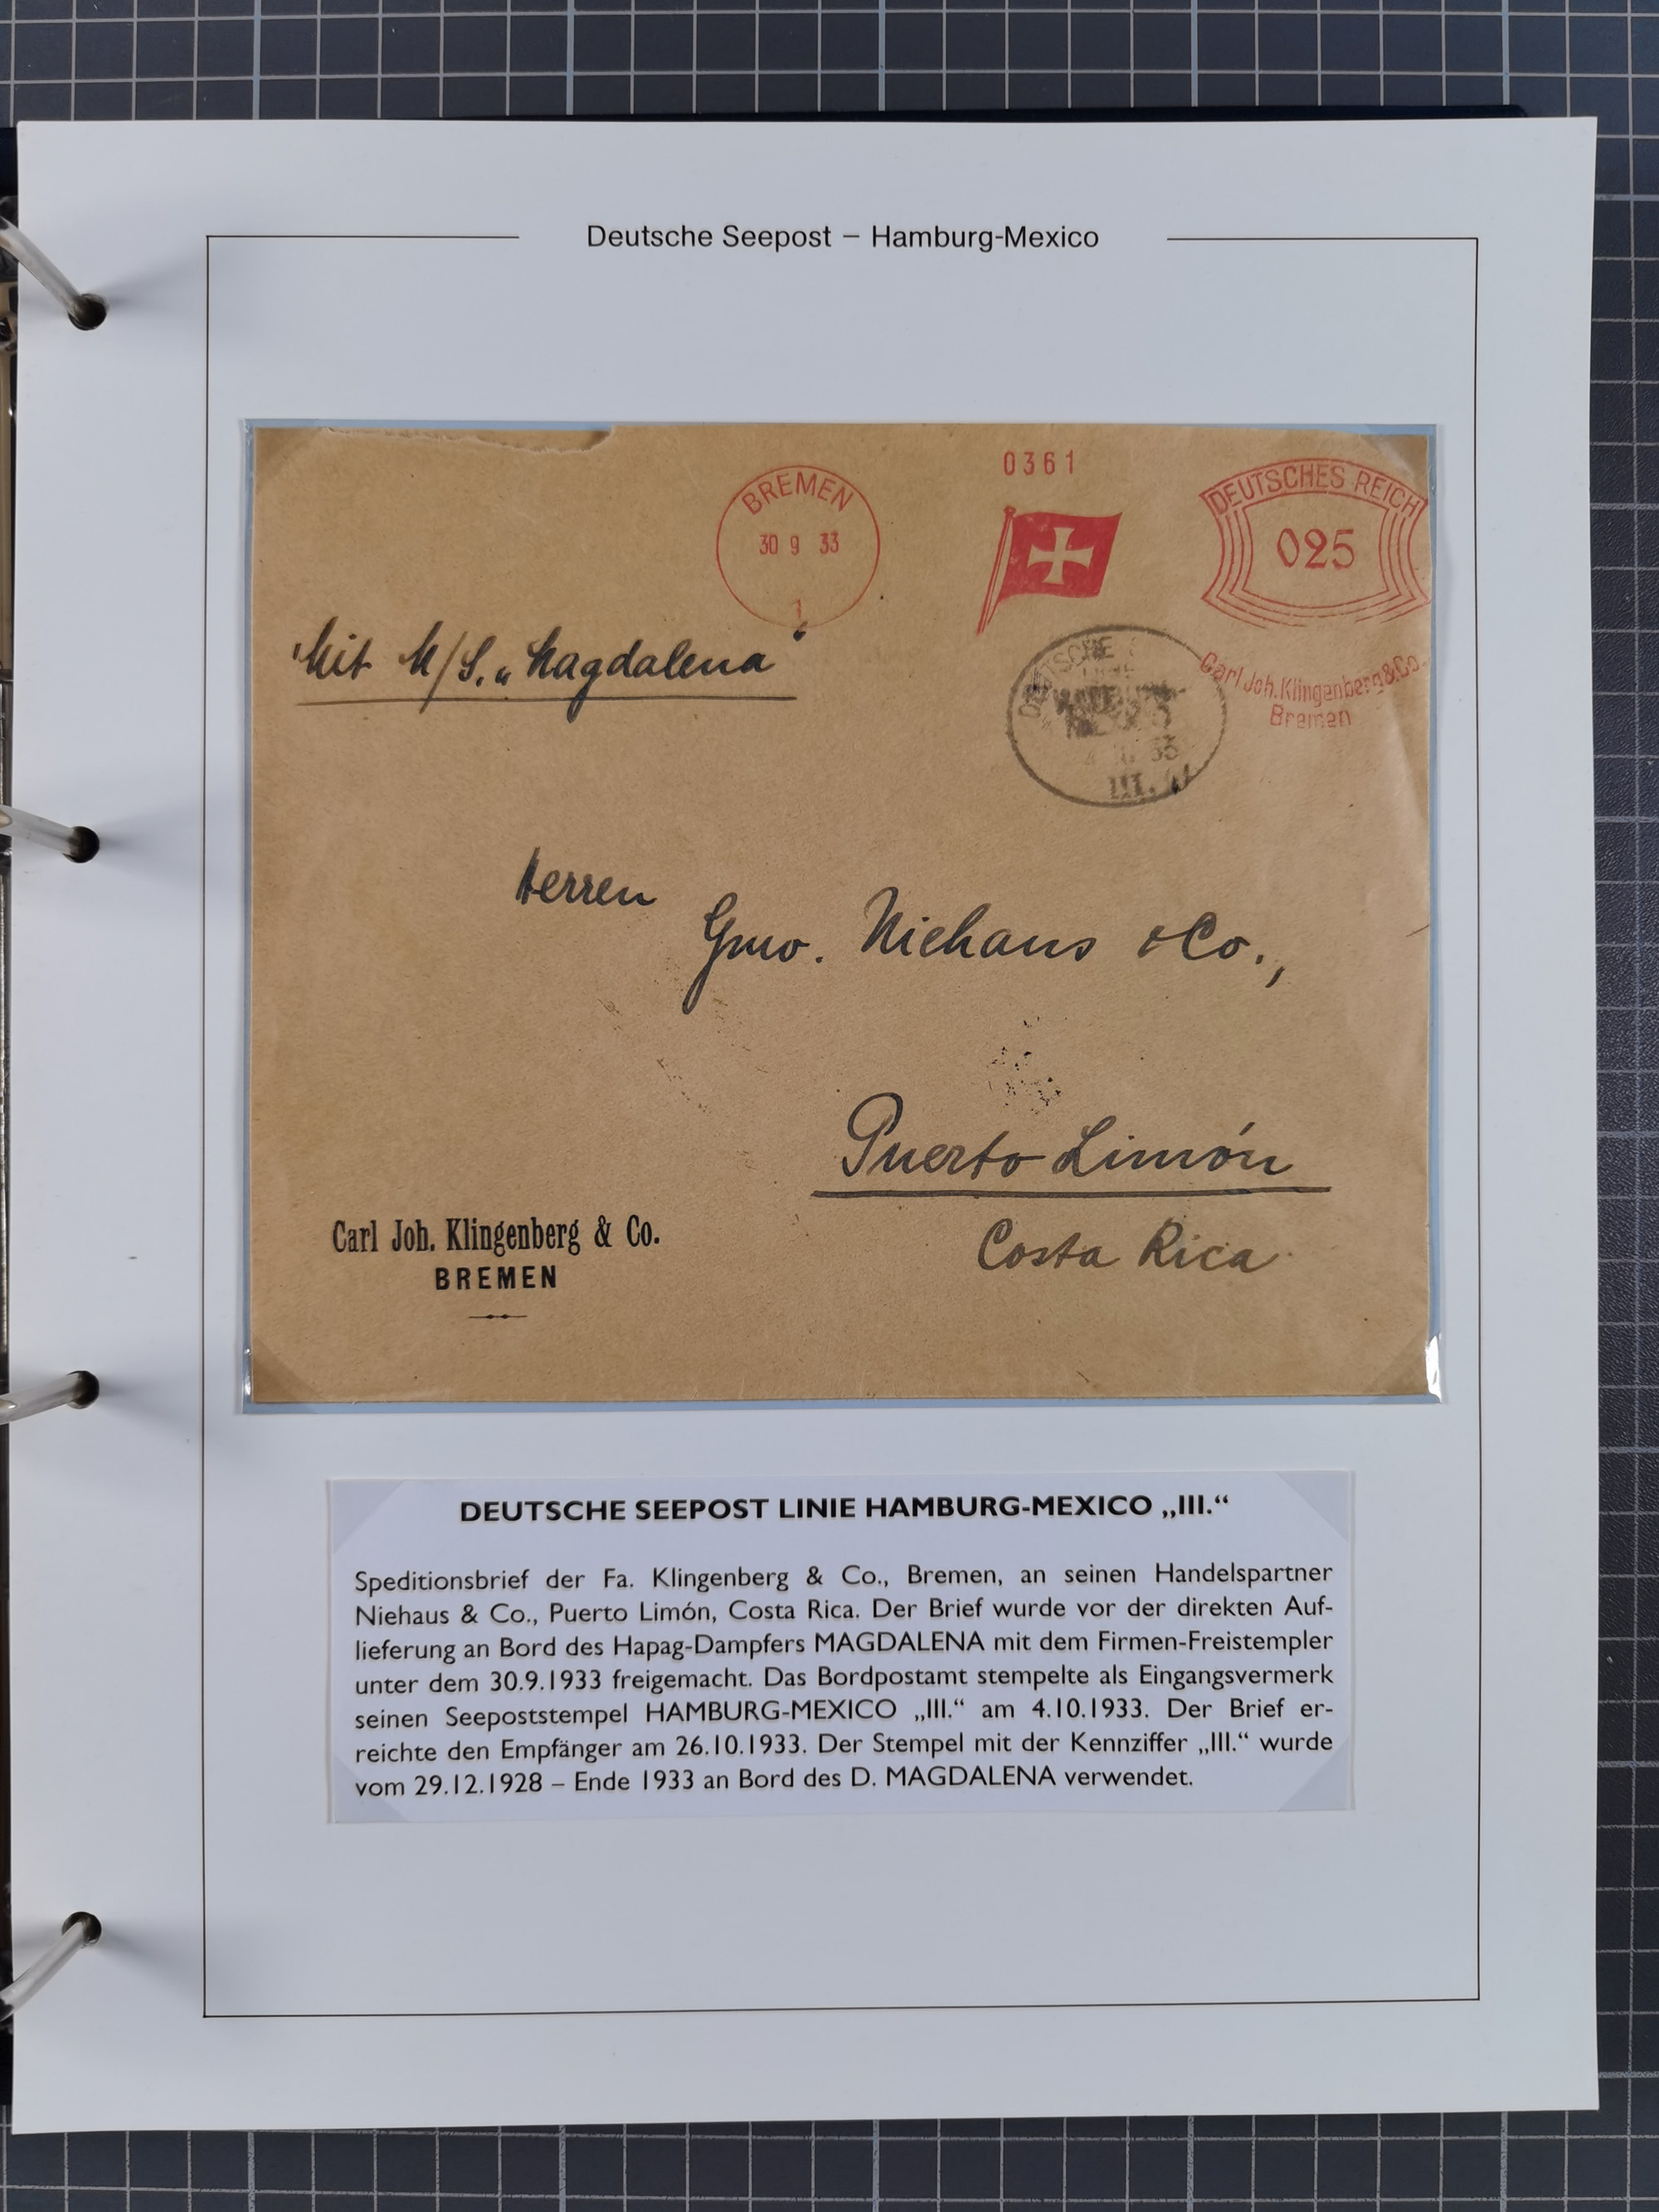 Deutsche Seepost – Hamburg-Mexico
0361
BREMEN
30 9 33
1
DEUTSCHES REICH
025
Mit M/S. „Magdalena"
DEUTSCHE
33
III.
Carl Joh. Klingenberg & Co.
Bremen
Herren
Gmo. Niehaus & Co.,
Puerto Limón
Costa Rica
Carl Joh. Klingenberg & Co.
BREMEN
DEUTSCHE SEEPOST LINIE HAMBURG-MEXICO „III.“
Speditionsbrief der Fa. Klingenberg & Co., Bremen, an seinen Handelspartner
Niehaus & Co., Puerto Limón, Costa Rica. Der Brief wurde vor der direkten Auf-
lieferung an Bord des Hapag-Dampfers MAGDALENA mit dem Firmen-Freistempler
unter dem 30.9.1933 freigemacht. Das Bordpostamt stempelte als Eingangsvermerk
seinen Seepoststempel HAMBURG-MEXICO „III.“ am 4.10.1933. Der Brief er-
reichte den Empfänger am 26.10.1933. Der Stempel mit der Kennziffer „III.“ wurde
vom 29.12.1928 – Ende 1933 an Bord des D. MAGDALENA verwendet.